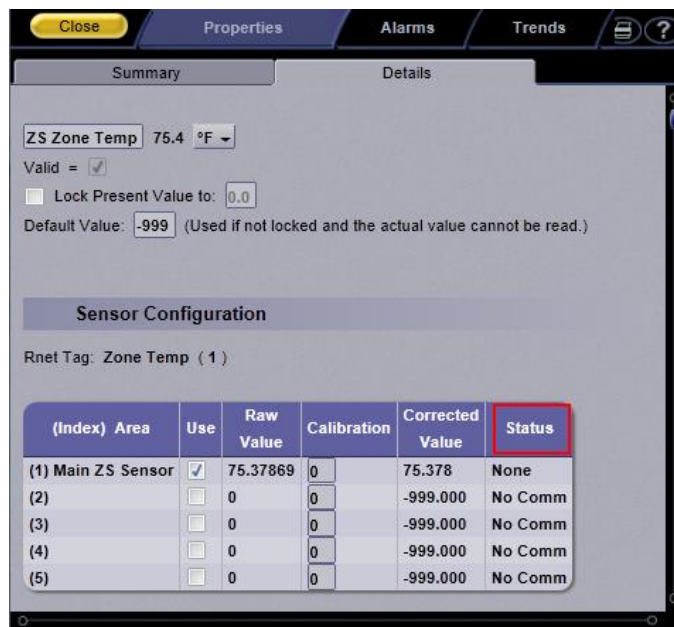 Close Properties Alarms Trends ?
Summary Details
ZS Zone Temp 75.4 °F
Valid =
Lock Present Value to: 0.0
Default Value: -999 (Used if not locked and the actual value cannot be read.)
Sensor Configuration
Rnet Tag: Zone Temp ( 1 )
(Index) Area Use Raw Value Calibration Corrected Value Status
(1) Main ZS Sensor 75.37869 0 75.378 None
(2) 0 0 -999.000 No Comm
(3) 0 0 -999.000 No Comm
(4) 0 0 -999.000 No Comm
(5) 0 0 -999.000 No Comm